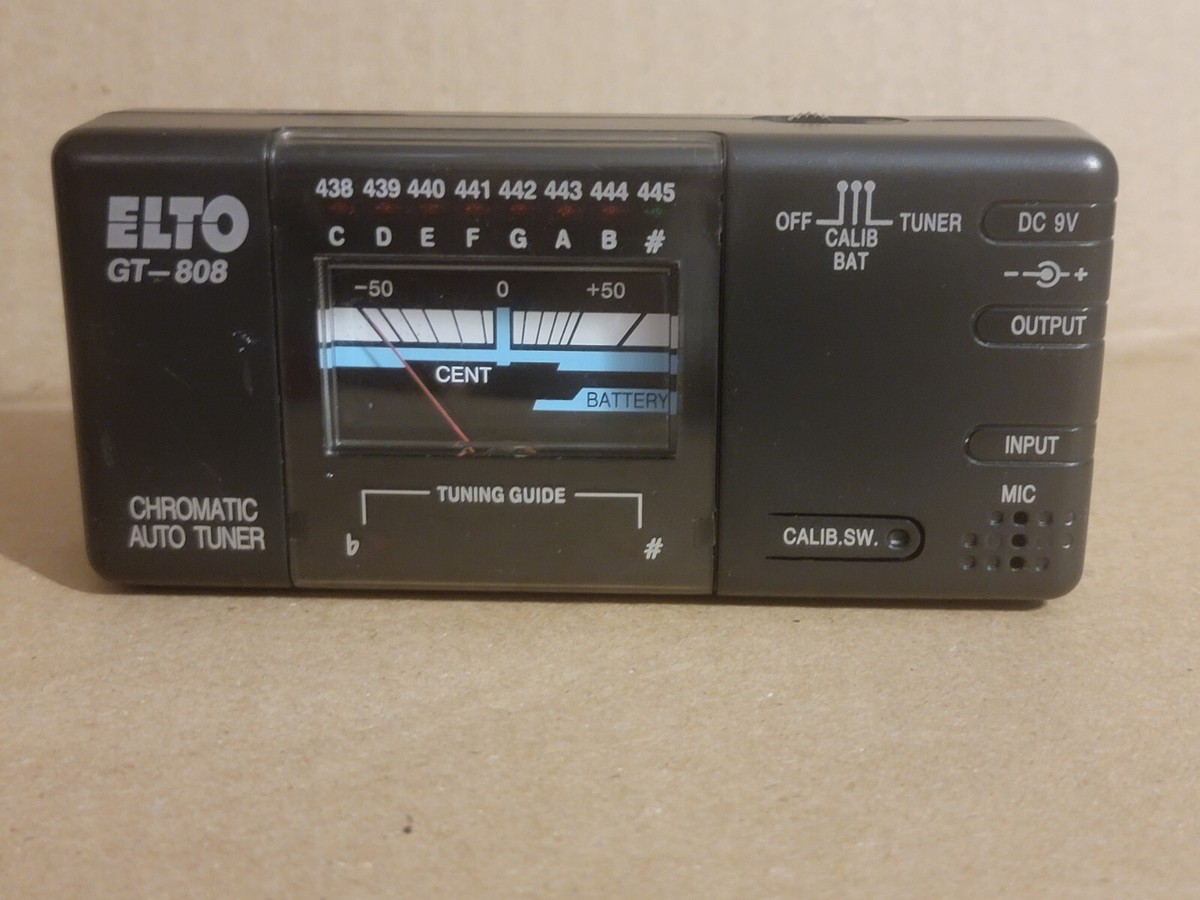 ELTO
GT-808
CHROMATIC
AUTO TUNER
438 439 440 441 442 443 444 445
C D E F G A B #
-50 0 +50
CENT
BATTERY
TUNING GUIDE
♭ #
OFF TUNER
CALIB
BAT
DC 9V
- +
OUTPUT
INPUT
MIC
CALIB.SW.